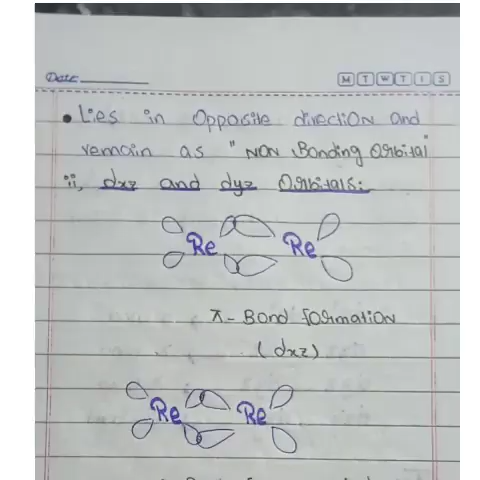 Date
M T W T F S
• Lies in Opposite direction and
remain as "NON Bonding Orbital
ii, dxz and dyz Orbitals:
Re Re
π- Bond formation
(dxz)
Re Re